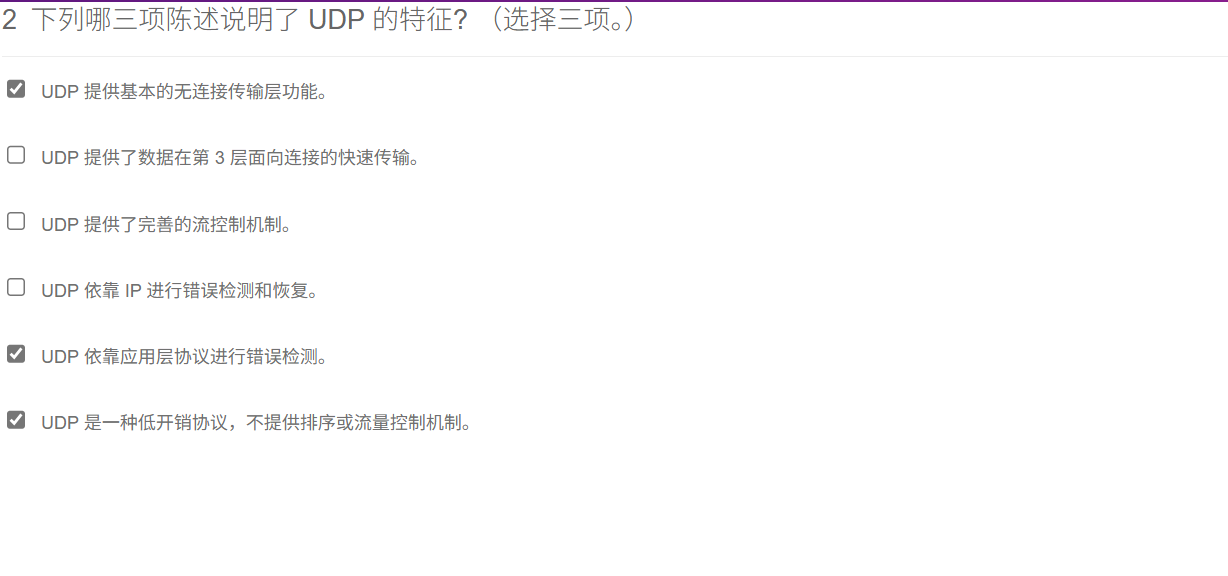 2 下列哪三项陈述说明了 UDP 的特征? （选择三项。）
UDP 提供基本的无连接传输层功能。
UDP 提供了数据在第 3 层面向连接的快速传输。
UDP 提供了完善的流控制机制。
UDP 依靠 IP 进行错误检测和恢复。
UDP 依靠应用层协议进行错误检测。
UDP 是一种低开销协议，不提供排序或流量控制机制。